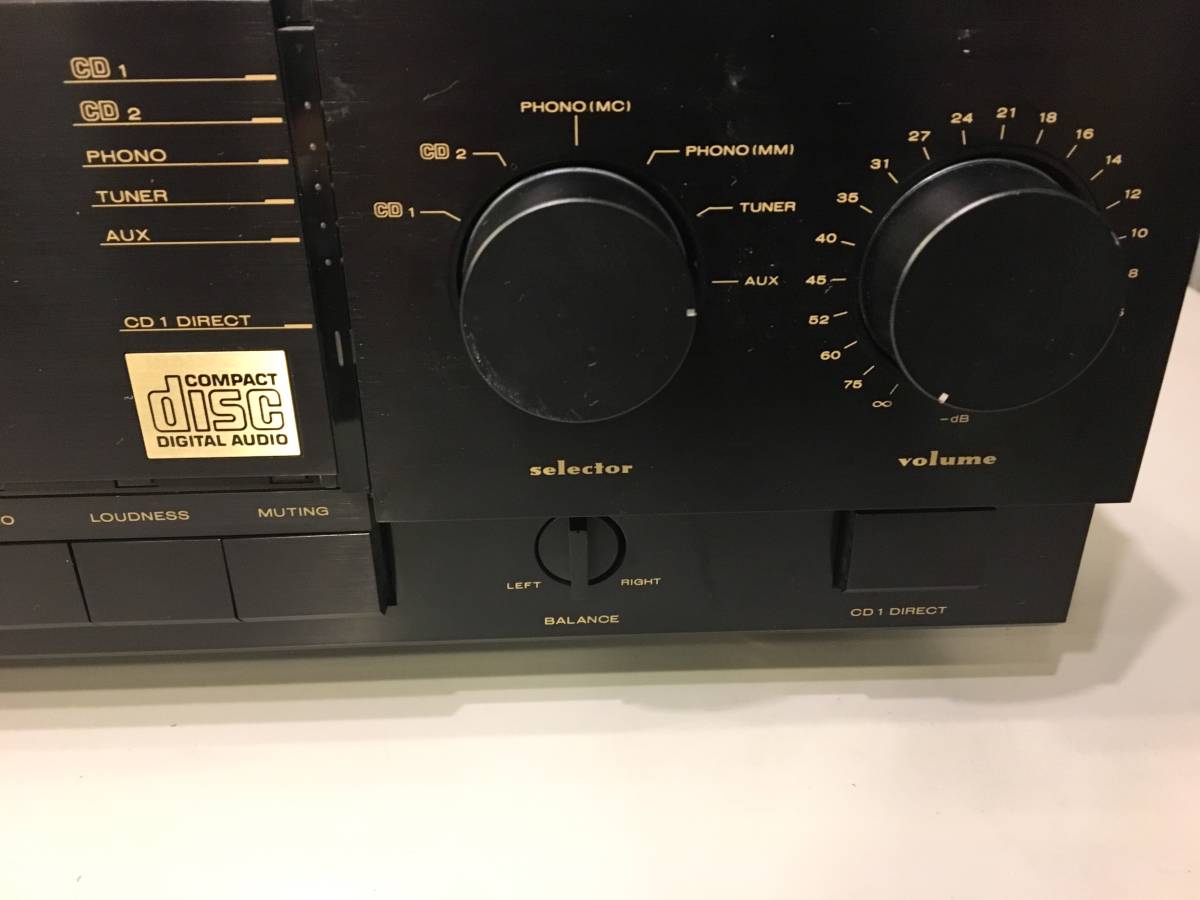 CD 1
CD 2
PHONO
TUNER
AUX
CD 1 DIRECT
COMPACT
disc
DIGITAL AUDIO
LOUDNESS
MUTING
PHONO(MC)
CD 2
PHONO(MM)
CD 1
TUNER
AUX
selector
∞
75
60
52
45
40
35
31
27
24
21
18
16
14
12
10
8
-dB
volume
LEFT
RIGHT
BALANCE
CD 1 DIRECT